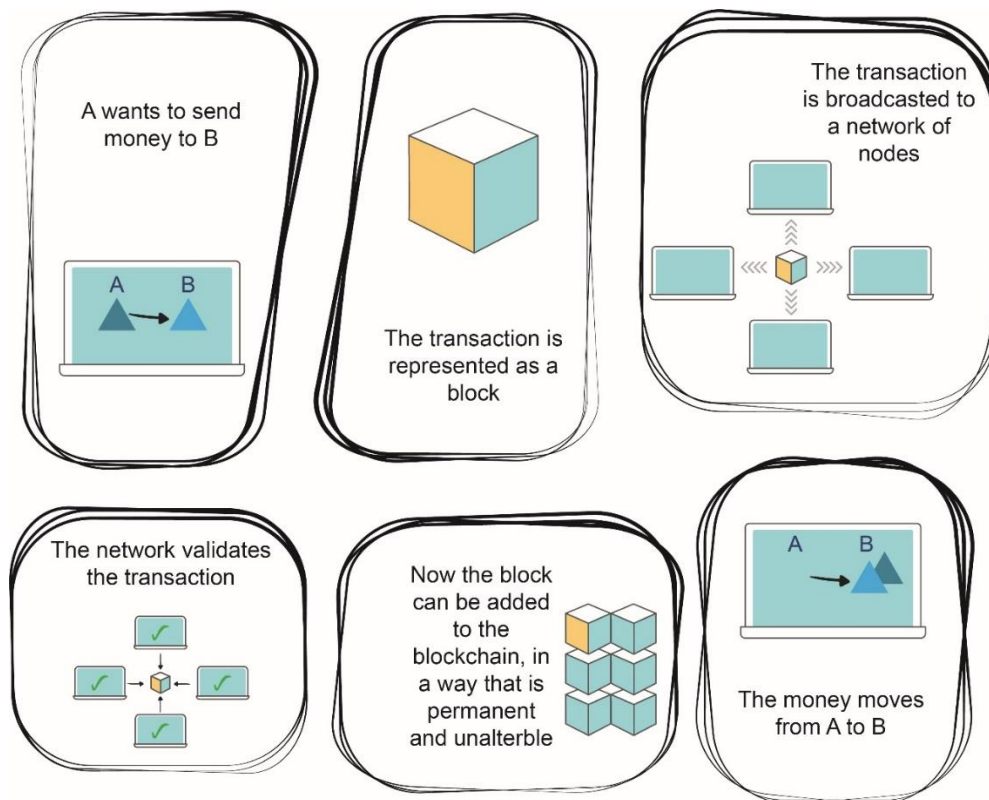 A wants to send
money to B
A
B
The transaction is
represented as a
block
The transaction
is broadcasted to
a network of
nodes
The network validates
the transaction
Now the block
can be added
to the
blockchain, in
a way that is
permanent
and unalterble
A
B
The money moves
from A to B